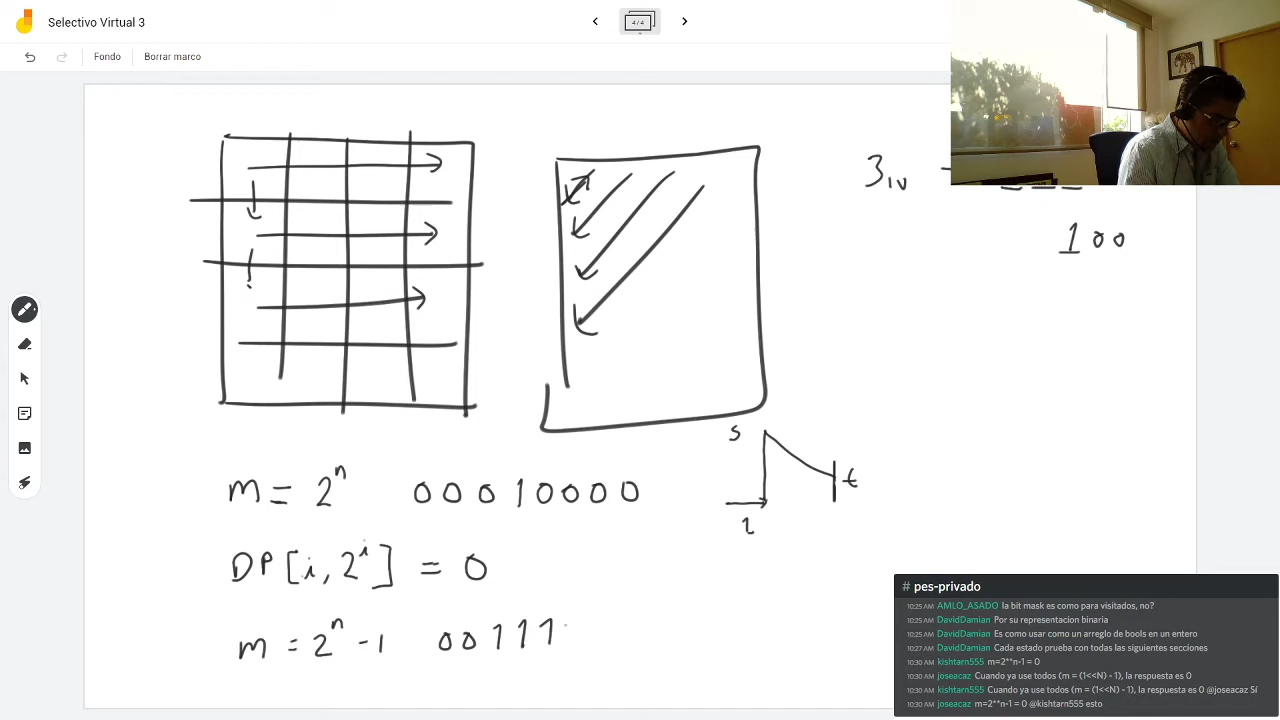 Selectivo Virtual 3
4/4
Fondo
Borrar marco
3₁₀
100
s
t
i
m = 2ⁿ 00010000
DP[i, 2ⁱ] = 0
m = 2ⁿ - 1 00111
# pes-privado
10:25 AM AMLO_ASADO la bit mask es como para visitados, no?
10:25 AM DavidDamian Por su representacion binaria
10:25 AM DavidDamian Es como usar como un arreglo de bools en un entero
10:27 AM DavidDamian Cada estado prueba con todas las siguientes secciones
10:30 AM kishtarn555 m=2**n-1 = 0
10:30 AM joseacaz Cuando ya use todos (m = (1<<N) - 1), la respuesta es 0
10:30 AM kishtarn555 Cuando ya use todos (m = (1<<N) - 1), la respuesta es 0 @joseacaz Sí
10:30 AM joseacaz m=2**n-1 = 0 @kishtarn555 esto